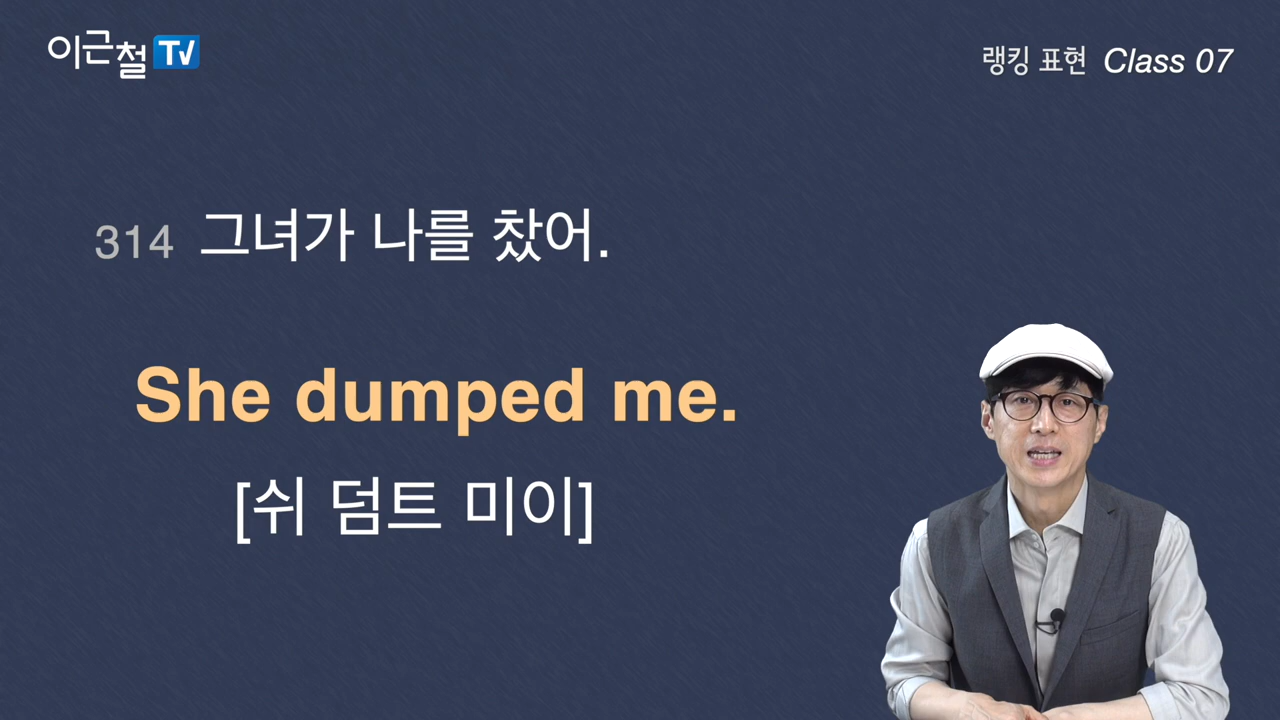 이근철TV
랭킹 표현 Class 07
314 그녀가 나를 찼어.
She dumped me.
[쉬 덤트 미이]